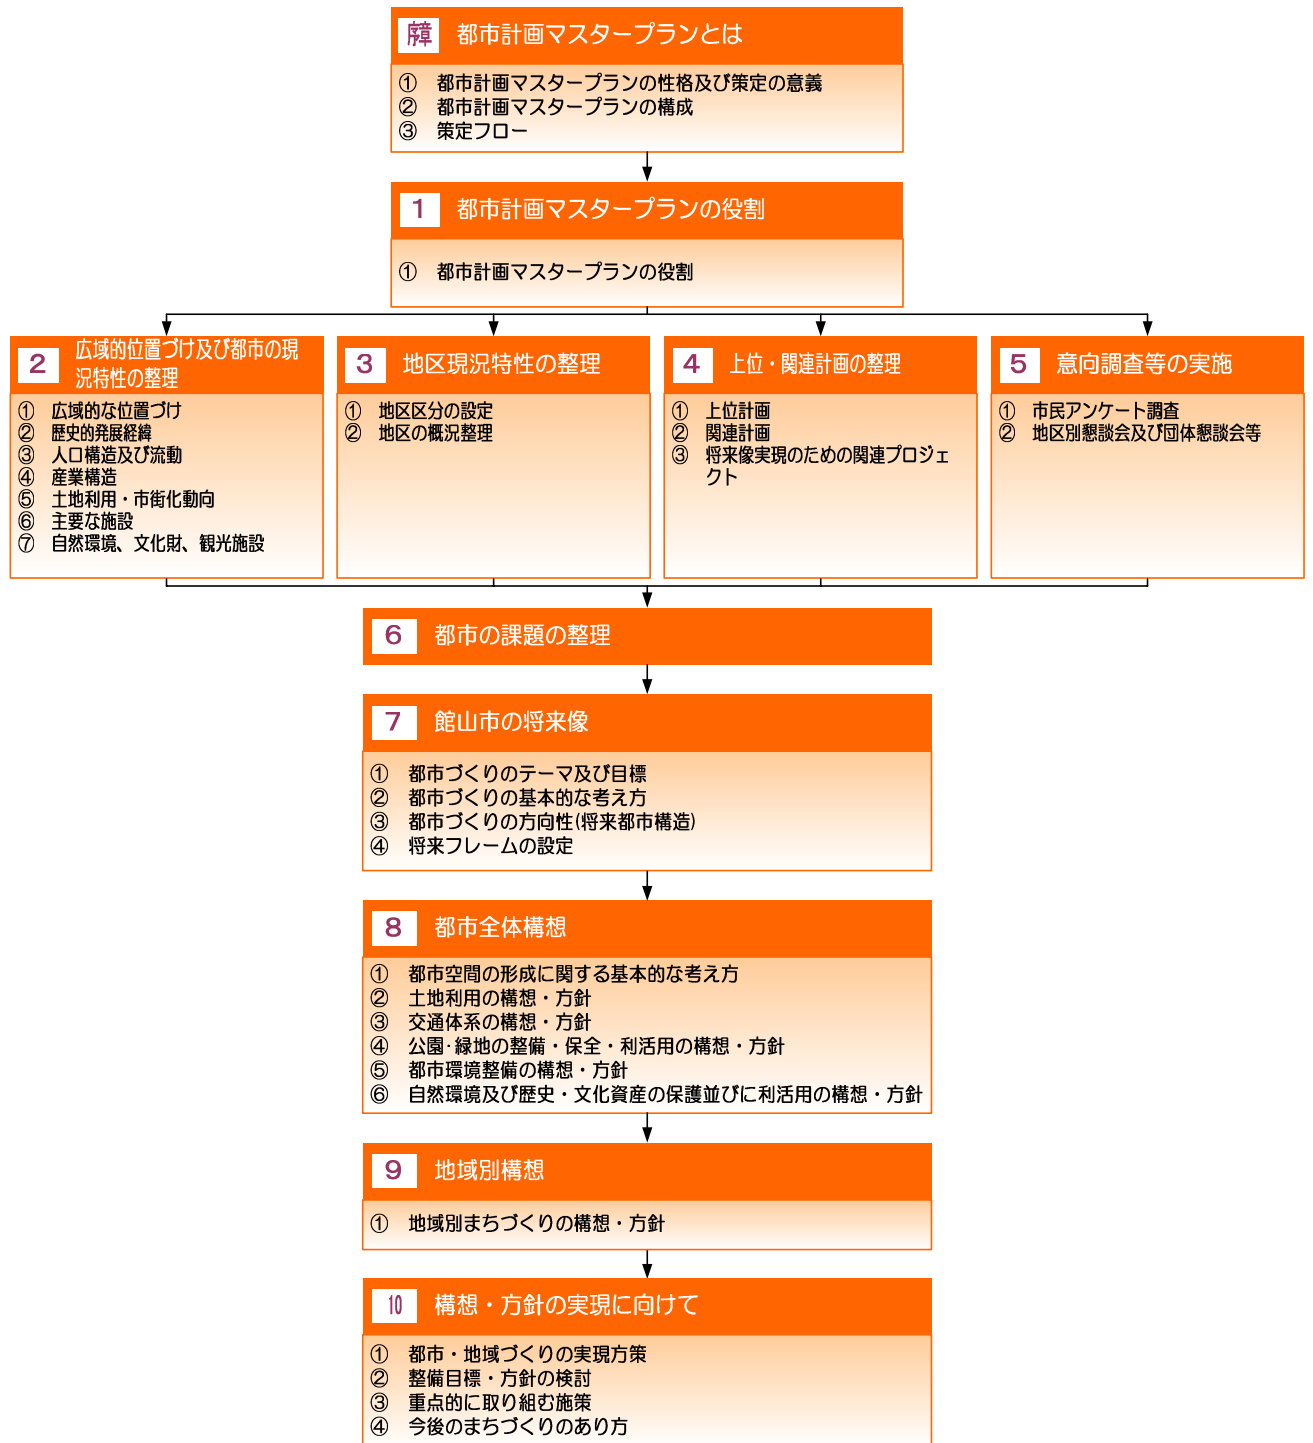 序章 都市計画マスタープランとは
① 都市計画マスタープランの性格及び策定の意義
② 都市計画マスタープランの構成
③ 策定フロー
1 都市計画マスタープランの役割
① 都市計画マスタープランの役割
2 広域的位置づけ及び都市の現
況特性の整理
① 広域的な位置づけ
② 歴史的発展経緯
③ 人口構造及び流動
④ 産業構造
⑤ 土地利用・市街化動向
⑥ 主要な施設
⑦ 自然環境、文化財、観光施設
3 地区現況特性の整理
① 地区区分の設定
② 地区の概況整理
4 上位・関連計画の整理
① 上位計画
② 関連計画
③ 将来像実現のための関連プロジェ
クト
5 意向調査等の実施
① 市民アンケート調査
② 地区別懇談会及び団体懇談会等
6 都市の課題の整理
7 館山市の将来像
① 都市づくりのテーマ及び目標
② 都市づくりの基本的な考え方
③ 都市づくりの方向性(将来都市構造)
④ 将来フレームの設定
8 都市全体構想
① 都市空間の形成に関する基本的な考え方
② 土地利用の構想・方針
③ 交通体系の構想・方針
④ 公園・緑地の整備・保全・利活用の構想・方針
⑤ 都市環境整備の構想・方針
⑥ 自然環境及び歴史・文化資産の保護並びに利活用の構想・方針
9 地域別構想
① 地域別まちづくりの構想・方針
10 構想・方針の実現に向けて
① 都市・地域づくりの実現方策
② 整備目標・方針の検討
③ 重点的に取り組む施策
④ 今後のまちづくりのあり方